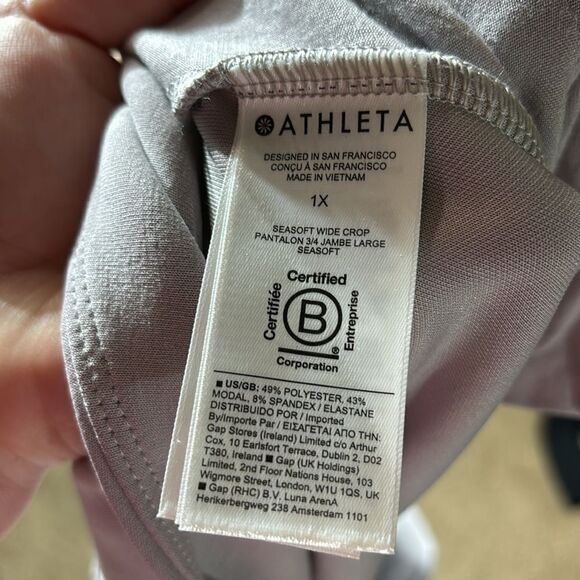 ATHLETA
DESIGNED IN SAN FRANCISCO
CONÇU À SAN FRANCISCO
MADE IN VIETNAM
1X
SEASOFT WIDE CROP
PANTALON 3/4 JAMBE LARGE
SEASOFT
Certified
Certifiée
B
Entreprise
®
Corporation
■ US/GB: 49% POLYESTER, 43%
MODAL, 8% SPANDEX / ELASTANE
DISTRIBUIDO POR / Imported
By/Importe Par / ΕΙΣΑΓΕΤΑΙ ΑΠΟ ΤΗΝ:
Gap Stores (Ireland) Limited c/o Arthur
Cox, 10 Earlsfort Terrace, Dublin 2, D02
T380, Ireland ■ Gap (UK Holdings)
Limited, 2nd Floor Nations House, 103
Wigmore Street, London, W1U 1QS, UK
■ Gap (RHC) B.V. Luna ArenA
Herikerbergweg 238 Amsterdam 1101